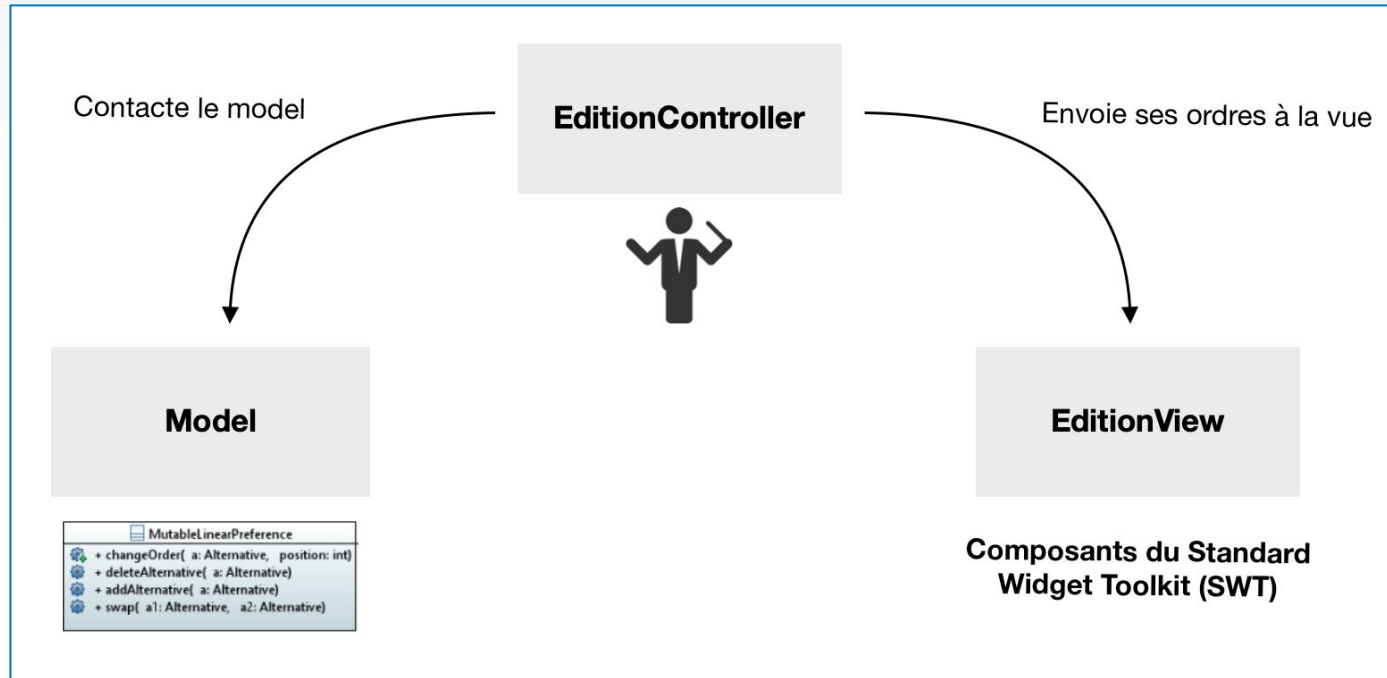 Contacte le model
EditionController
Envoie ses ordres à la vue
Model
EditionView
MutableLinearPreference
+ changeOrder( a: Alternative, position: int)
+ deleteAlternative( a: Alternative)
+ addAlternative( a: Alternative)
+ swap( a1: Alternative, a2: Alternative)
Composants du Standard
Widget Toolkit (SWT)